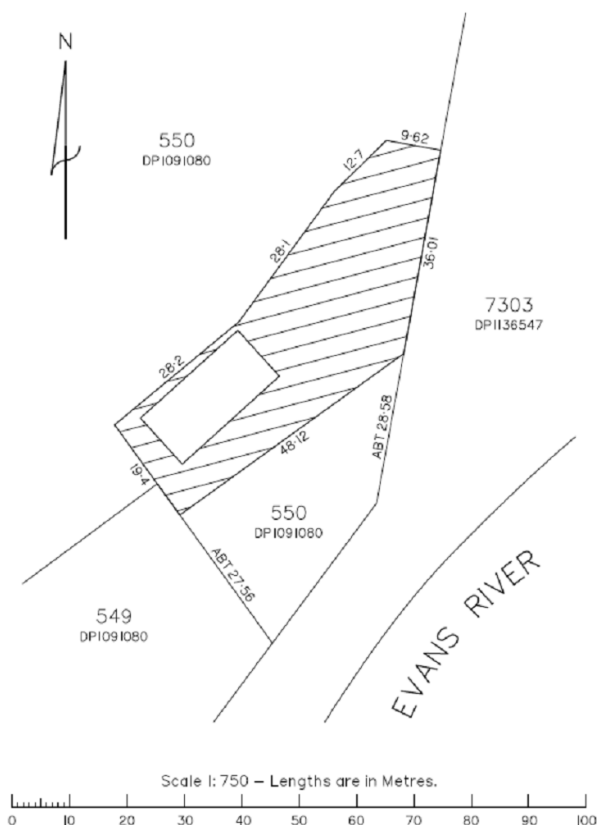 N
550
DP1091080
9·62
12·7
28·1
36·01
7303
DP1136547
28·2
ABT 28·58
48·12
19·4
550
DP1091080
ABT 27·56
549
DP1091080
EVANS RIVER
Scale 1:750 – Lengths are in Metres.
0 10 20 30 40 50 60 70 80 90 100